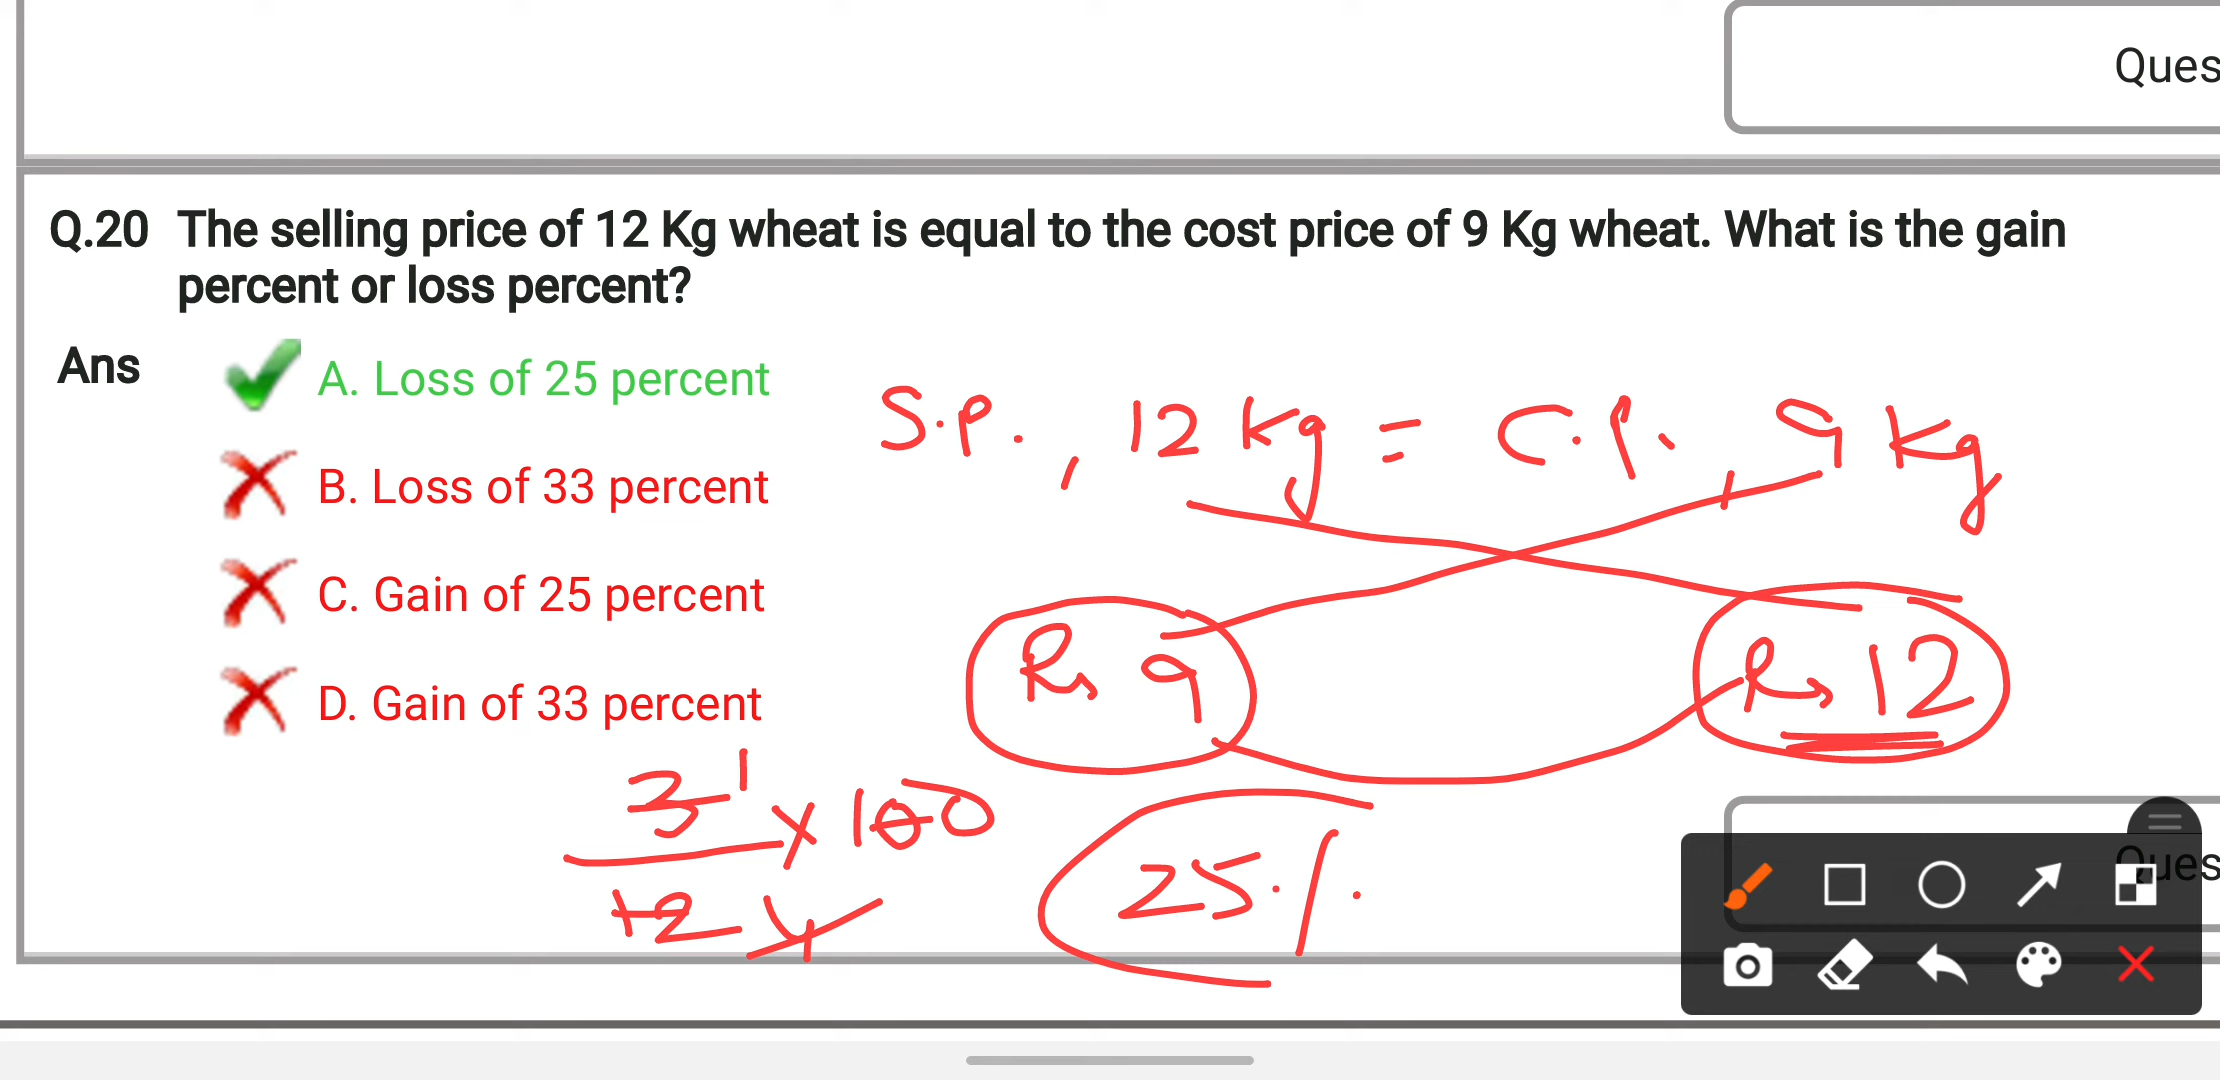 Ques
Q.20 The selling price of 12 Kg wheat is equal to the cost price of 9 Kg wheat. What is the gain
percent or loss percent?
Ans
A. Loss of 25 percent
B. Loss of 33 percent
C. Gain of 25 percent
D. Gain of 33 percent
S.P., 12 kg = C.P., 9 kg
Rs 9
Rs 12
3 1
× 100
12 4
25%.
Ques